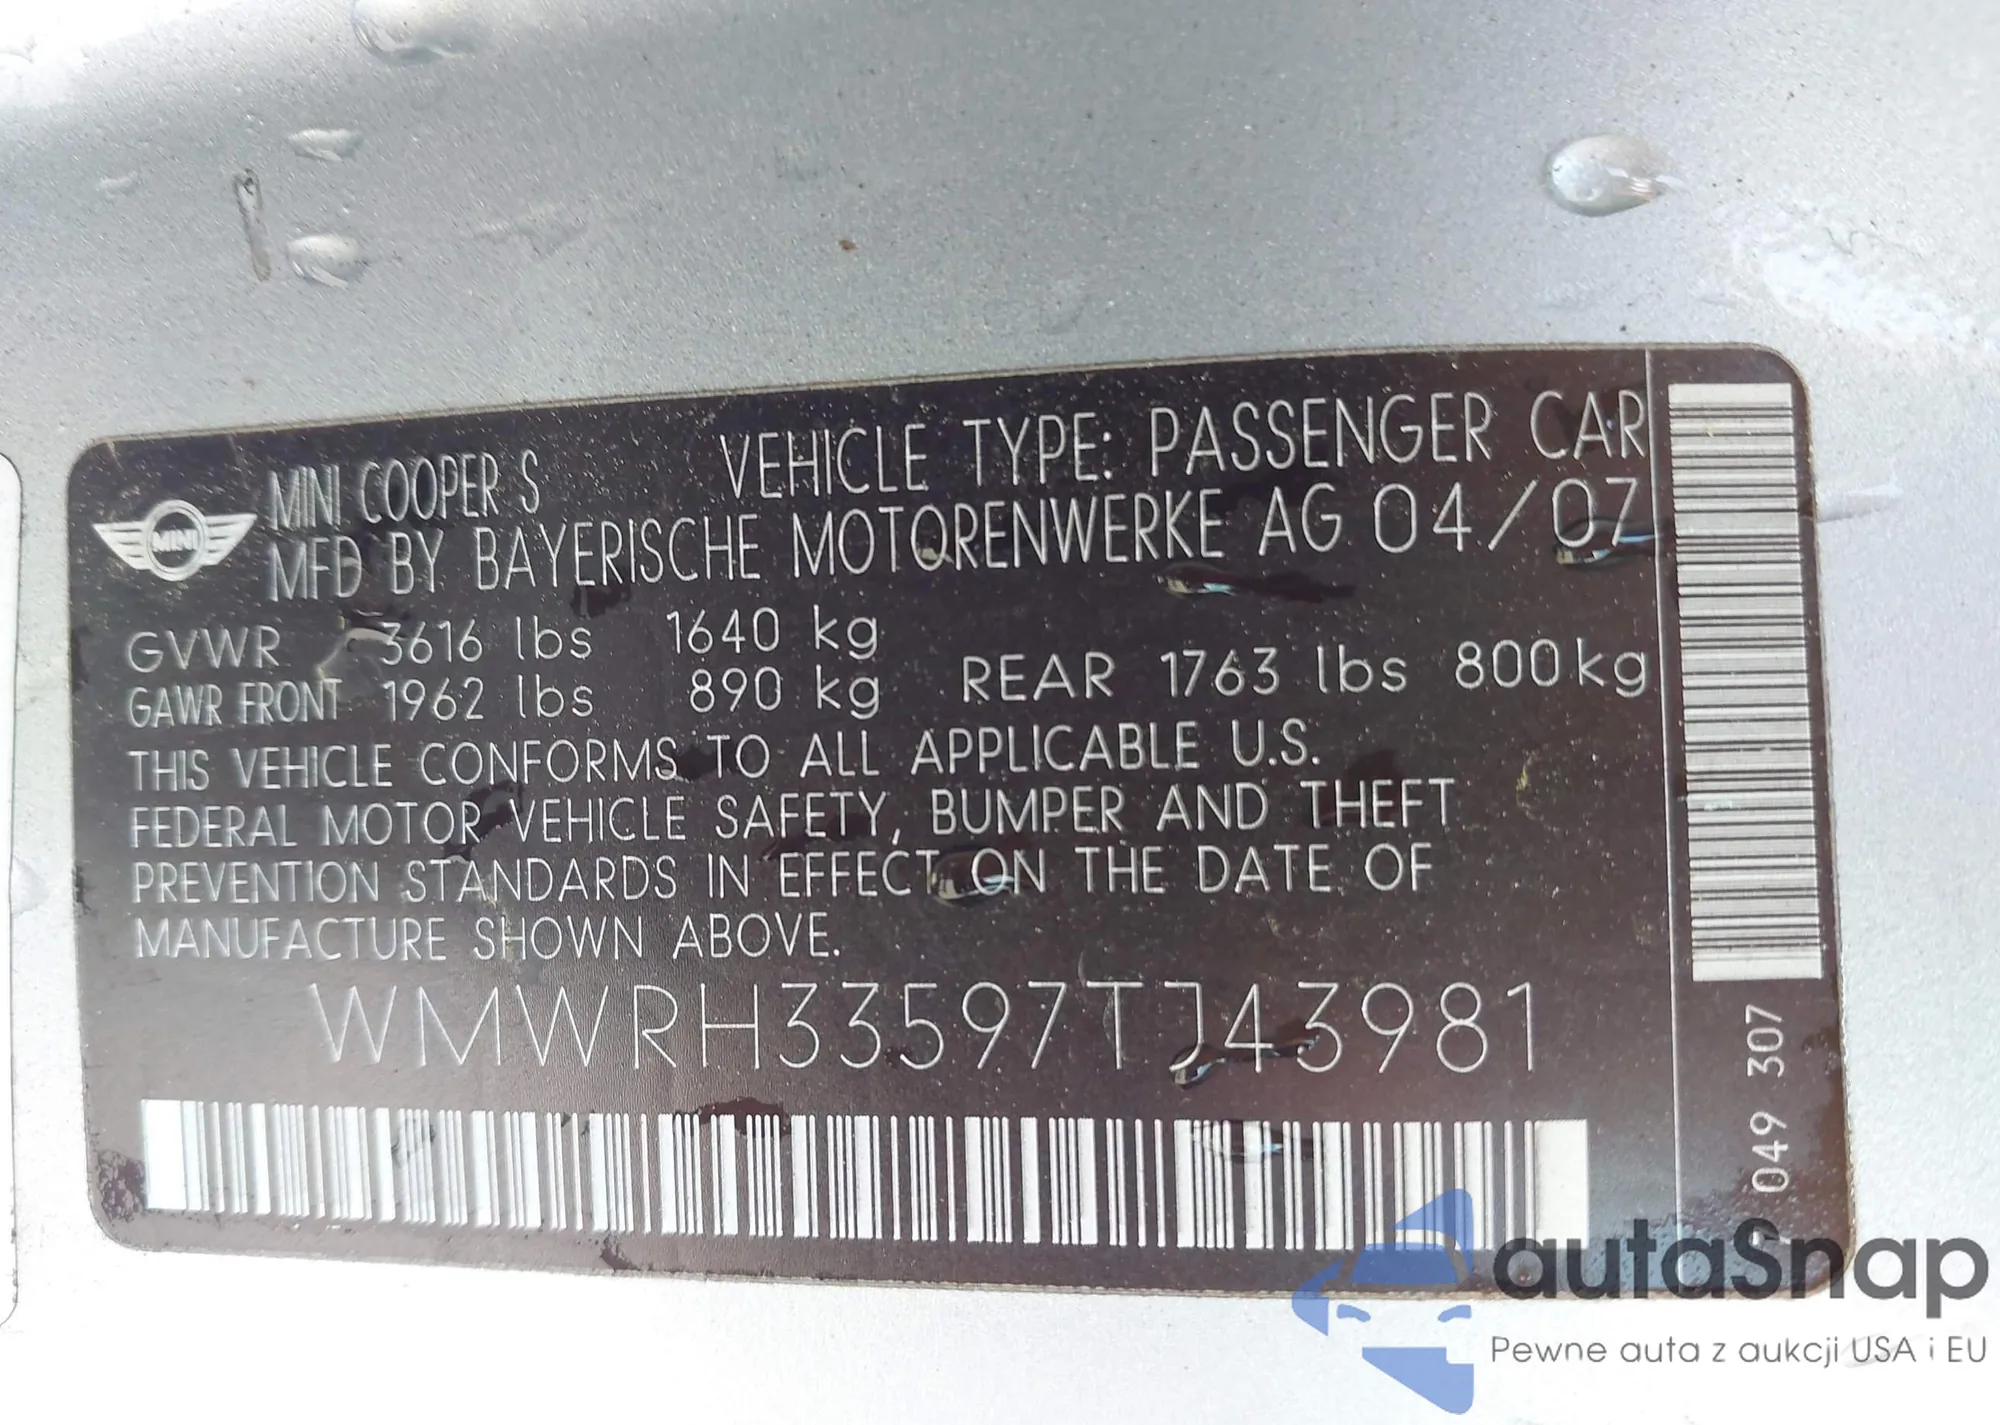 MINI COOPER S VEHICLE TYPE: PASSENGER CAR
MINI
MFD BY BAYERISCHE MOTORENWERKE AG 04/07
GVWR 3616 lbs 1640 kg
GAWR FRONT 1962 lbs 890 kg REAR 1763 lbs 800kg
THIS VEHICLE CONFORMS TO ALL APPLICABLE U.S.
FEDERAL MOTOR VEHICLE SAFETY, BUMPER AND THEFT
PREVENTION STANDARDS IN EFFECT ON THE DATE OF
MANUFACTURE SHOWN ABOVE.
WMWRH33597TJ43981
049 307
autaSnap
Pewne auta z aukcji USA i EU